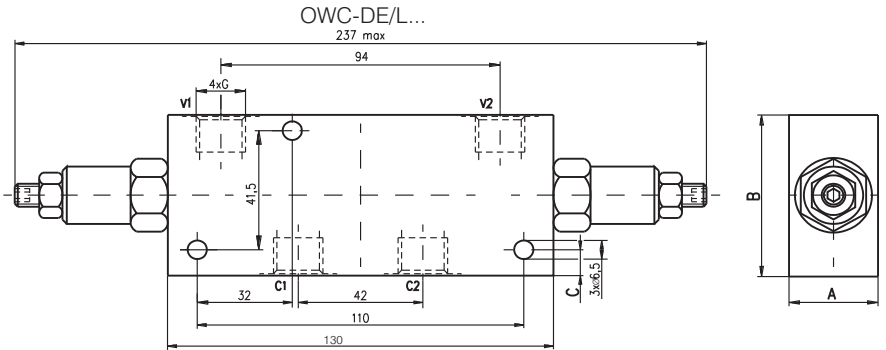 OWC-DE/L...
237 max
94
4xG
V1
V2
41,5
B
C1
C2
C
3xø6,5
32
42
A
110
130